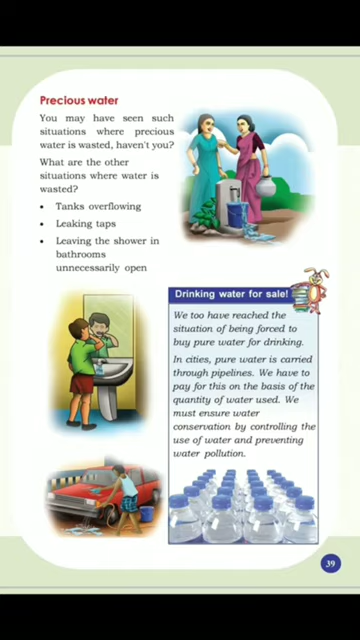 Precious water
You may have seen such
situations where precious
water is wasted, haven't you?
What are the other
situations where water is
wasted?
• Tanks overflowing
• Leaking taps
• Leaving the shower in
bathrooms
unnecessarily open
Drinking water for sale!
We too have reached the
situation of being forced to
buy pure water for drinking.
In cities, pure water is carried
through pipelines. We have to
pay for this on the basis of the
quantity of water used. We
must ensure water
conservation by controlling the
use of water and preventing
water pollution.
39